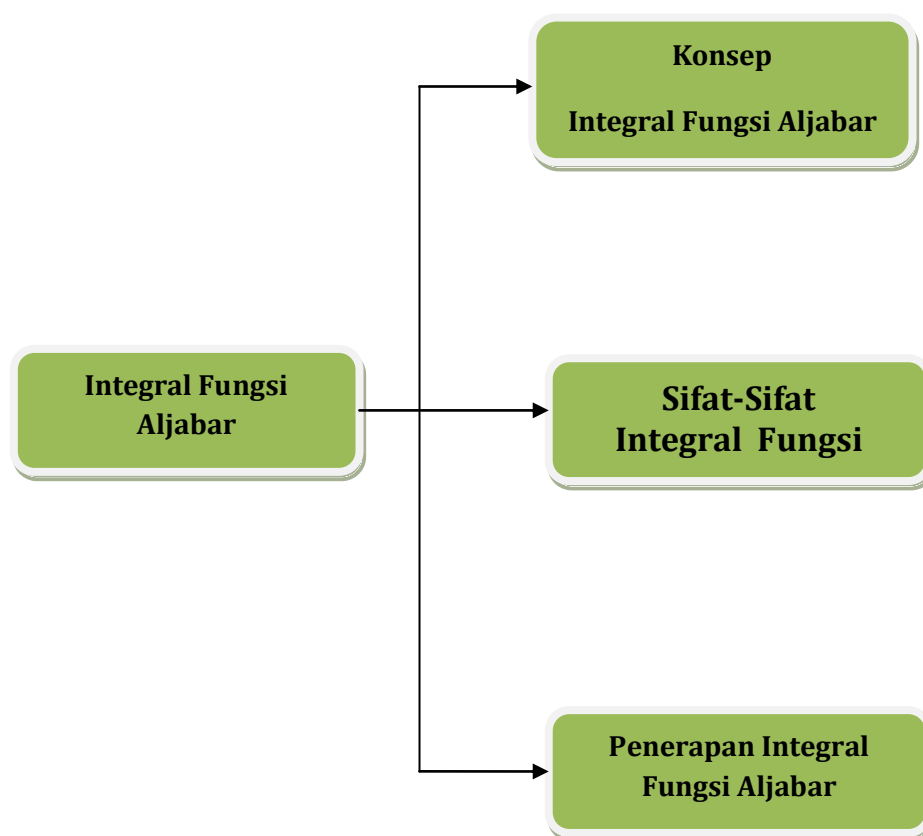 Konsep
Integral Fungsi Aljabar
Integral Fungsi
Aljabar
Sifat-Sifat
Integral Fungsi
Penerapan Integral
Fungsi Aljabar